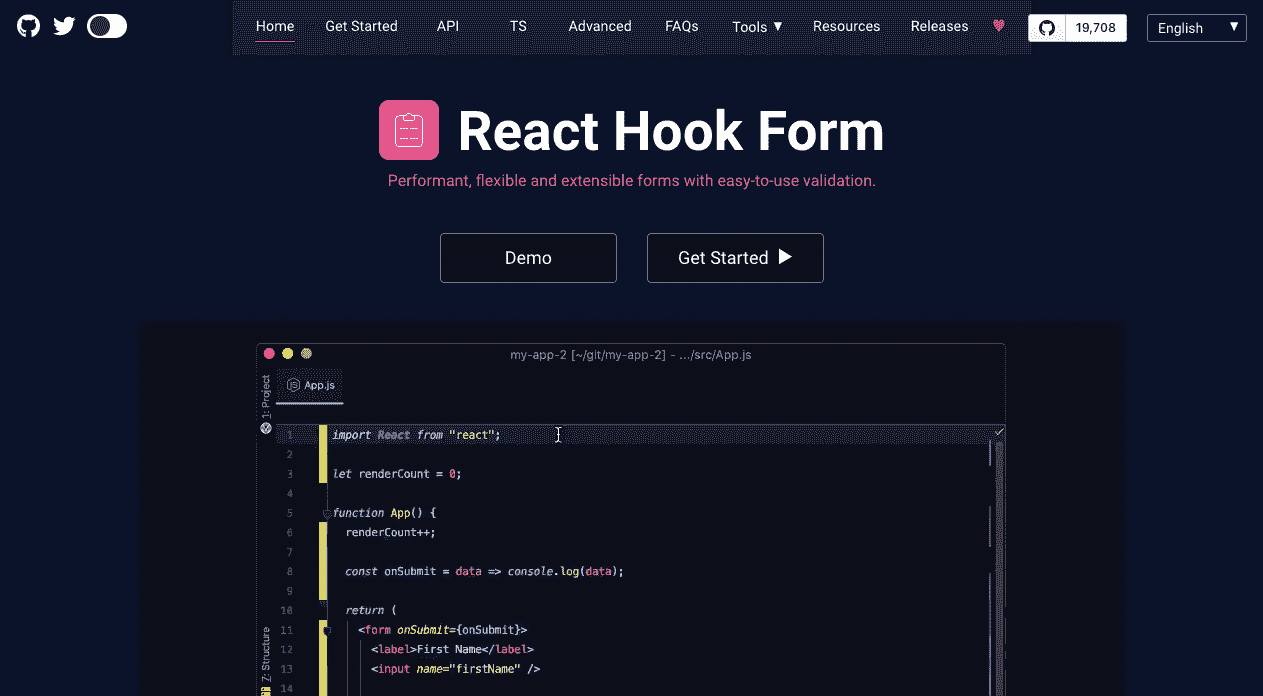 Home Get Started API TS Advanced FAQs Tools ▼ Resources Releases 19,708 English ▼
React Hook Form
Performant, flexible and extensible forms with easy-to-use validation.
Demo Get Started ▶
my-app-2 [~/git/my-app-2] - .../src/App.js
JS App.js
1: Project
1 import React from "react";
2
3 let renderCount = 0;
4
5 function App() {
6 renderCount++;
7
8 const onSubmit = data => console.log(data);
9
10 return (
11 <form onSubmit={onSubmit}>
12 <label>First Name</label>
13 <input name="firstName" />
14
Z: Structure